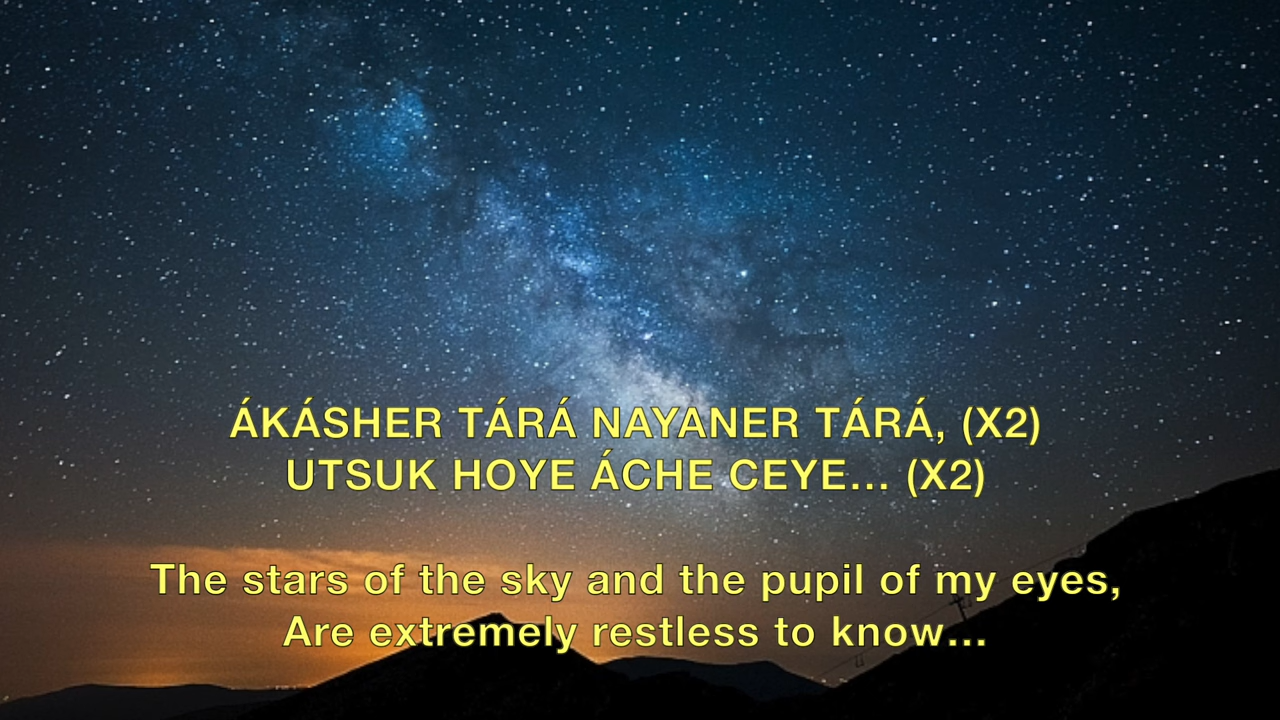 ÁKÁSHER TÁRÁ NAYANER TÁRÁ, (X2)
UTSUK HOYE ÁCHE CEYE... (X2)
The stars of the sky and the pupil of my eyes,
Are extremely restless to know...